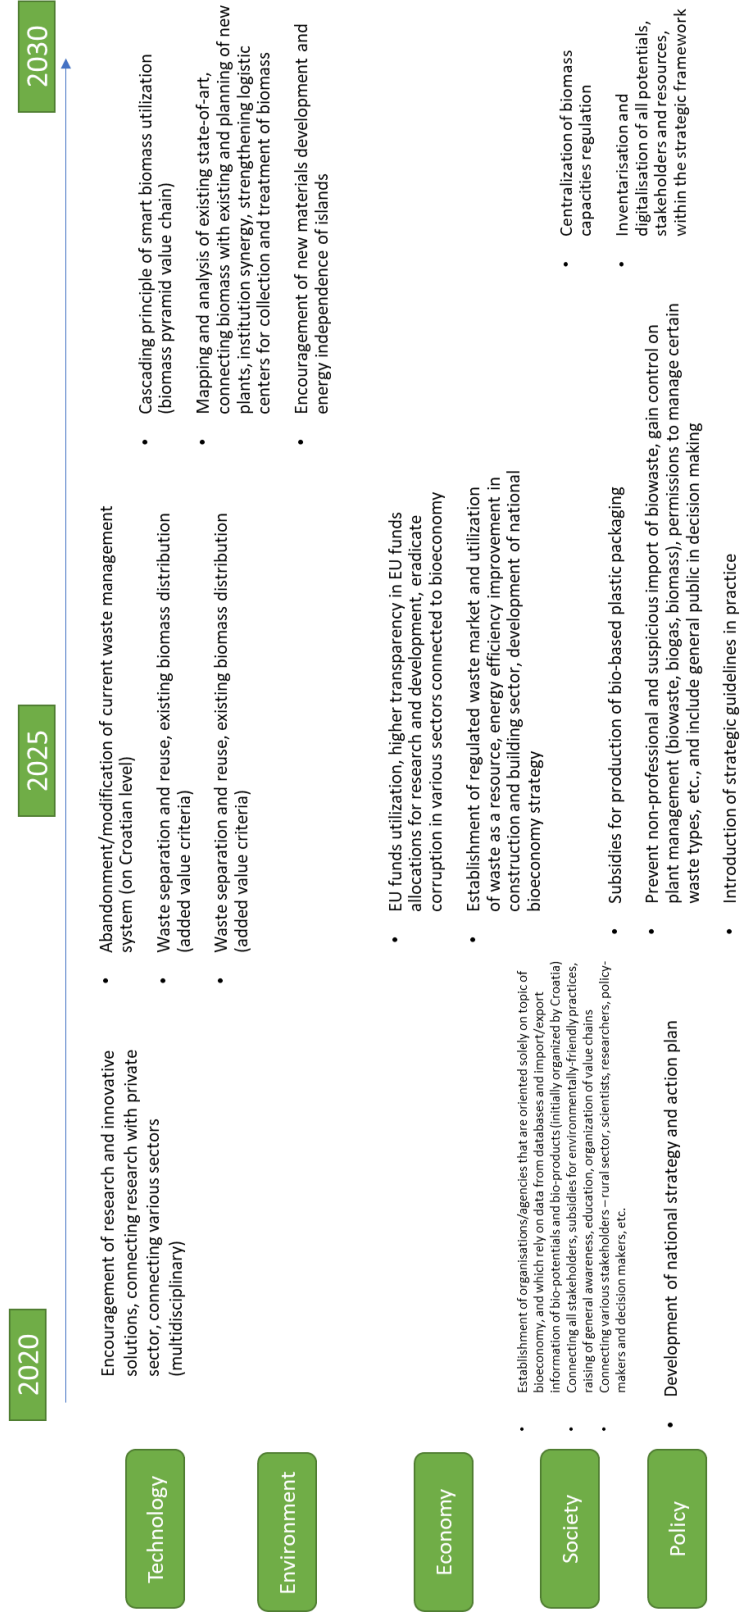 2020
2025
2030
Technology
Encouragement of research and innovative
solutions, connecting research with private
sector, connecting various sectors
(multidisciplinary)
• Abandonment/modification of current waste management
system (on Croatian level)
• Waste separation and reuse, existing biomass distribution
(added value criteria)
• Waste separation and reuse, existing biomass distribution
(added value criteria)
• Cascading principle of smart biomass utilization
(biomass pyramid value chain)
• Mapping and analysis of existing state-of-art,
connecting biomass with existing and planning of new
plants, institution synergy, strengthening logistic
centers for collection and treatment of biomass
• Encouragement of new materials development and
energy independence of islands
Environment
Economy
• EU funds utilization, higher transparency in EU funds
allocations for research and development, eradicate
corruption in various sectors connected to bioeconomy
• Establishment of regulated waste market and utilization
of waste as a resource, energy efficiency improvement in
construction and building sector, development of national
bioeconomy strategy
Society
• Establishment of organisations/agencies that are oriented solely on topic of
bioeconomy, and which rely on data from databases and import/export
information of bio-potentials and bio-products (initially organized by Croatia)
• Connecting all stakeholders, subsidies for environmentally-friendly practices,
raising of general awareness, education, organization of value chains
• Connecting various stakeholders – rural sector, scientists, researchers, policy-
makers and decision makers, etc.
• Centralization of biomass
capacities regulation
• Inventarisation and
digitalisation of all potentials,
stakeholders and resources,
within the strategic framework
Policy
• Development of national strategy and action plan
• Subsidies for production of bio-based plastic packaging
• Prevent non-professional and suspicious import of biowaste, gain control on
plant management (biowaste, biogas, biomass), permissions to manage certain
waste types, etc., and include general public in decision making
• Introduction of strategic guidelines in practice